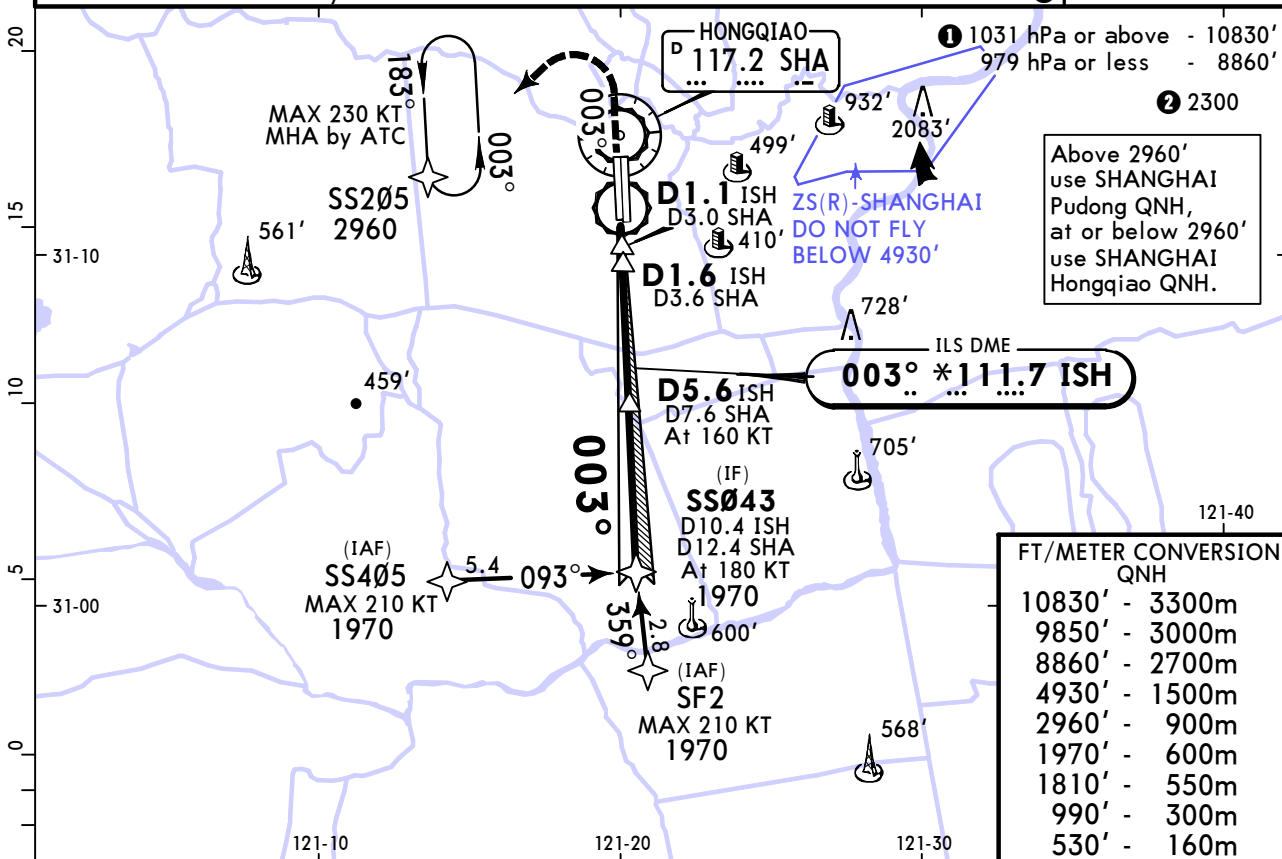 20
15
10
5
0
HONGQIAO
D 117.2 SHA
❶ 1031 hPa or above - 10830'
979 hPa or less - 8860'
❷ 2300
183°
003°
MAX 230 KT
MHA by ATC
SS2Ø5
2960
003°
932'
2083'
499'
Above 2960'
use SHANGHAI
Pudong QNH,
at or below 2960'
use SHANGHAI
Hongqiao QNH.
D1.1 ISH
D3.0 SHA
ZS(R)-SHANGHAI
DO NOT FLY
BELOW 4930'
561'
410'
31-10
D1.6 ISH
D3.6 SHA
728'
ILS DME
003° *111.7 ISH
459'
D5.6 ISH
D7.6 SHA
At 160 KT
003°
705'
(IF)
SSØ43
D10.4 ISH
D12.4 SHA
At 180 KT
1970
121-40
(IAF)
SS4Ø5
MAX 210 KT
1970
5.4 093°
31-00
359°
2.8
600'
(IAF)
SF2
MAX 210 KT
1970
568'
FT/METER CONVERSION
QNH
10830' - 3300m
9850' - 3000m
8860' - 2700m
4930' - 1500m
2960' - 900m
1970' - 600m
1810' - 550m
990' - 300m
530' - 160m
121-10
121-20
121-30